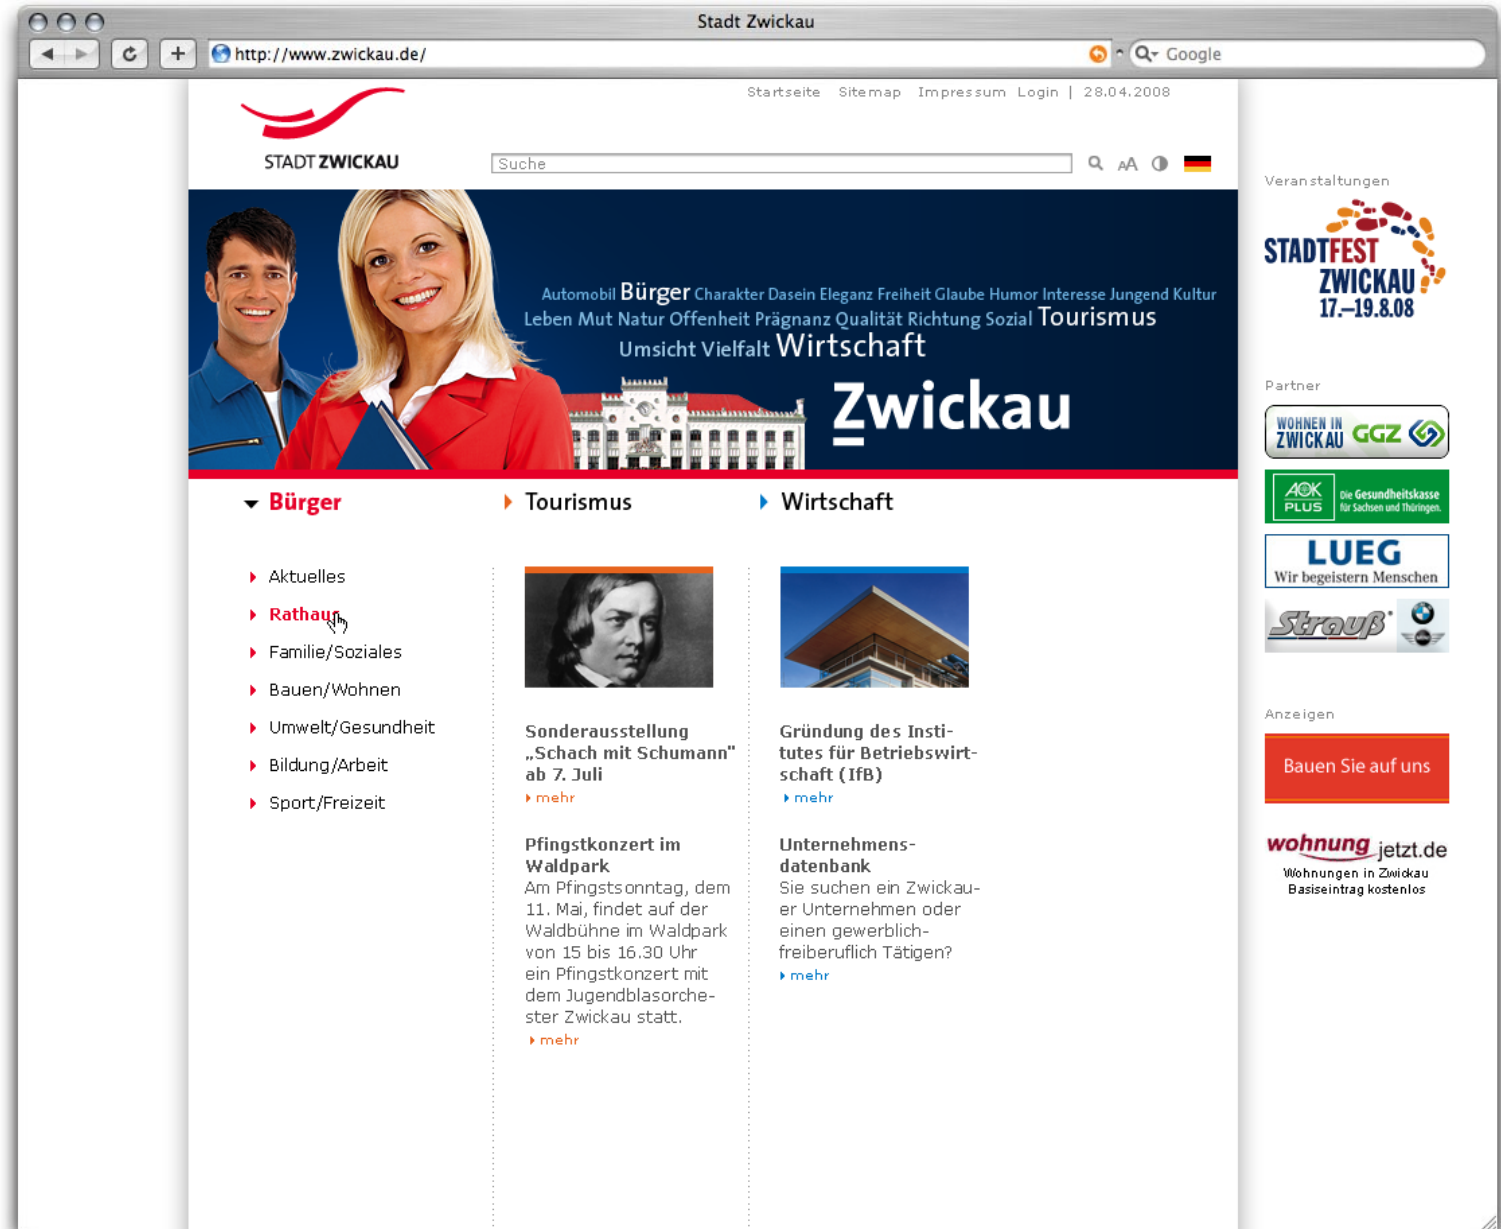 Stadt Zwickau
http://www.zwickau.de/
Google
Startseite Sitemap Impressum Login | 28.04.2008
STADT ZWICKAU
Suche
AA
Automobil Bürger Charakter Dasein Eleganz Freiheit Glaube Humor Interesse Jungend Kultur
Leben Mut Natur Offenheit Prägnanz Qualität Richtung Sozial Tourismus
Umsicht Vielfalt Wirtschaft
Zwickau
Bürger
Aktuelles
Rathaus
Familie/Soziales
Bauen/Wohnen
Umwelt/Gesundheit
Bildung/Arbeit
Sport/Freizeit
Tourismus
Sonderausstellung
„Schach mit Schumann"
ab 7. Juli
mehr
Pfingstkonzert im
Waldpark
Am Pfingstsonntag, dem
11. Mai, findet auf der
Waldbühne im Waldpark
von 15 bis 16.30 Uhr
ein Pfingstkonzert mit
dem Jugendblasorche-
ster Zwickau statt.
mehr
Wirtschaft
Gründung des Insti-
tutes für Betriebswirt-
schaft (IfB)
mehr
Unternehmens-
datenbank
Sie suchen ein Zwickau-
er Unternehmen oder
einen gewerblich-
freiberuflich Tätigen?
mehr
Veranstaltungen
STADTFEST
ZWICKAU
17.–19.8.08
Partner
WOHNEN IN
ZWICKAU
GGZ
AOK
PLUS
Die Gesundheitskasse
für Sachsen und Thüringen.
LUEG
Wir begeistern Menschen
Strauß
Anzeigen
Bauen Sie auf uns
wohnung jetzt.de
Wohnungen in Zwickau
Basiseintrag kostenlos